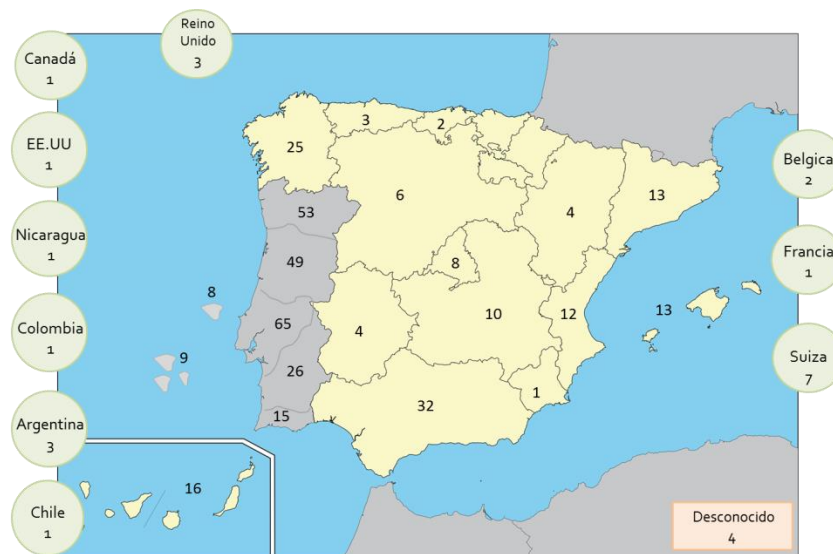 Reino
Unido
3
Canadá
1
EE.UU
1
Nicaragua
1
Colombia
1
Argentina
3
Chile
1
3
2
25
6
4
13
53
49
8
8
10
12
13
65
4
9
26
1
15
32
16
Belgica
2
Francia
1
Suiza
7
Desconocido
4